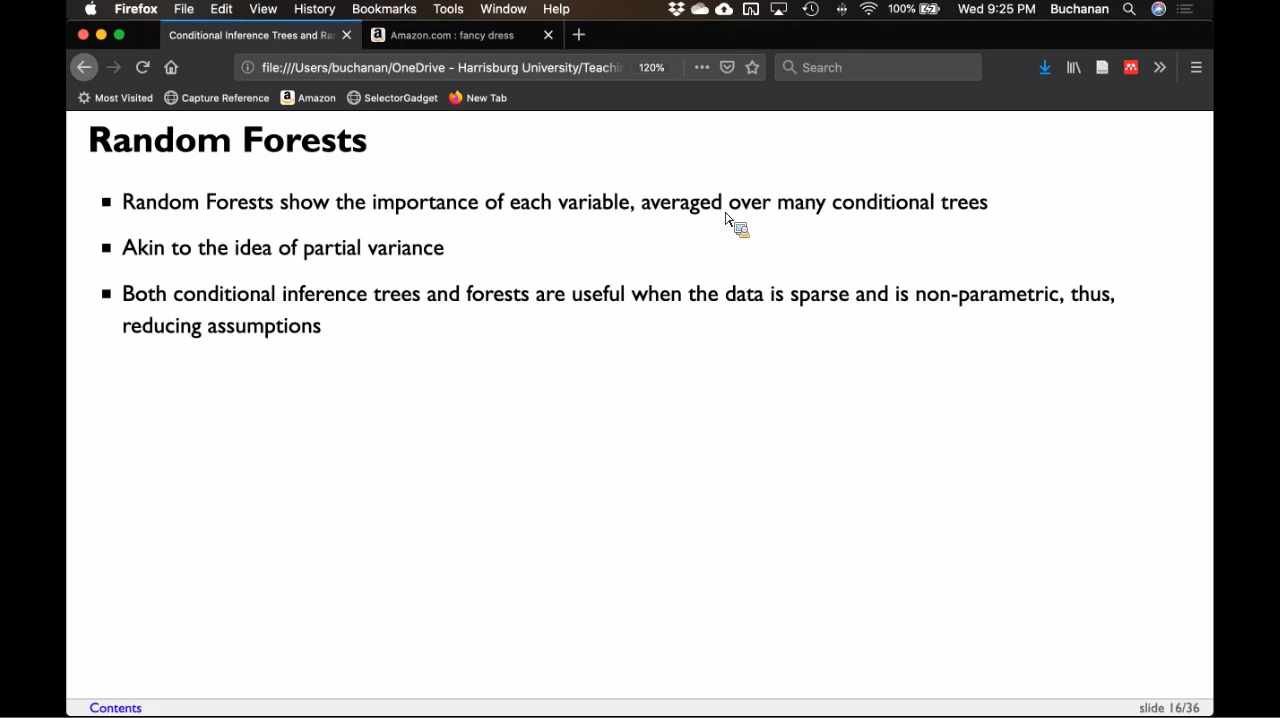 Firefox File Edit View History Bookmarks Tools Window Help 100% Wed 9:25 PM Buchanan
Conditional Inference Trees and Ra
Amazon.com : fancy dress
file:///Users/buchanan/OneDrive - Harrisburg University/Teachi 120% Search
Most Visited Capture Reference Amazon SelectorGadget New Tab
Random Forests
Random Forests show the importance of each variable, averaged over many conditional trees
Akin to the idea of partial variance
Both conditional inference trees and forests are useful when the data is sparse and is non-parametric, thus,
reducing assumptions
Contents slide 16/36